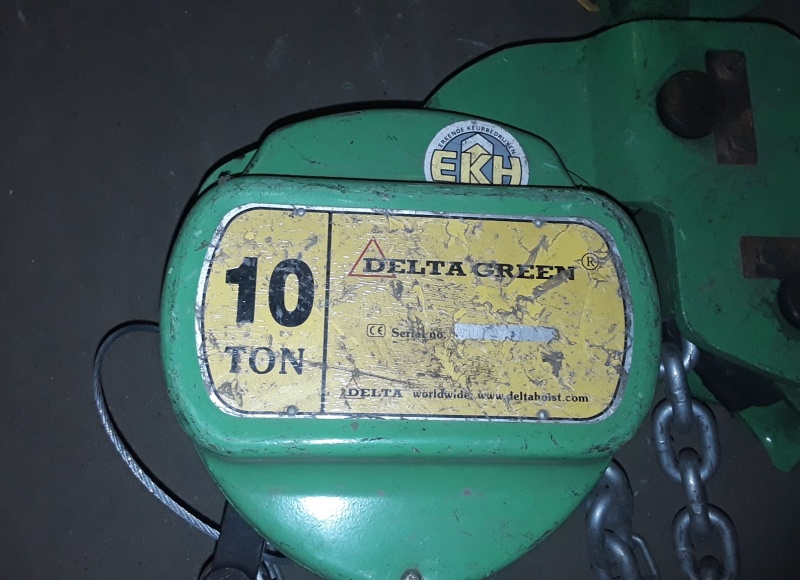 ERKENDE KEURBEDRIJVEN
EKH
10
TON
DELTA GREEN ®
CE Serial no.
DELTA worldwide www.deltahoist.com